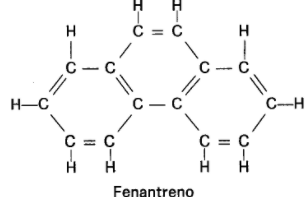 H H
H C = C H
C — C C — C
H—C C — C C—H
C = C C = C
H H H H
Fenantreno